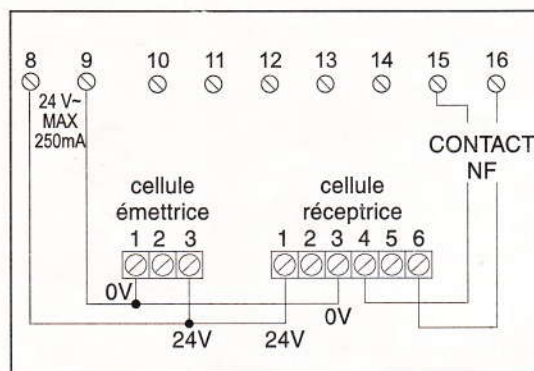 8 9 10 11 12 13 14 15 16
24 V~
MAX
250mA
CONTACT
NF
cellule
émettrice
cellule
réceptrice
1 2 3
1 2 3 4 5 6
0V
0V
24V
24V